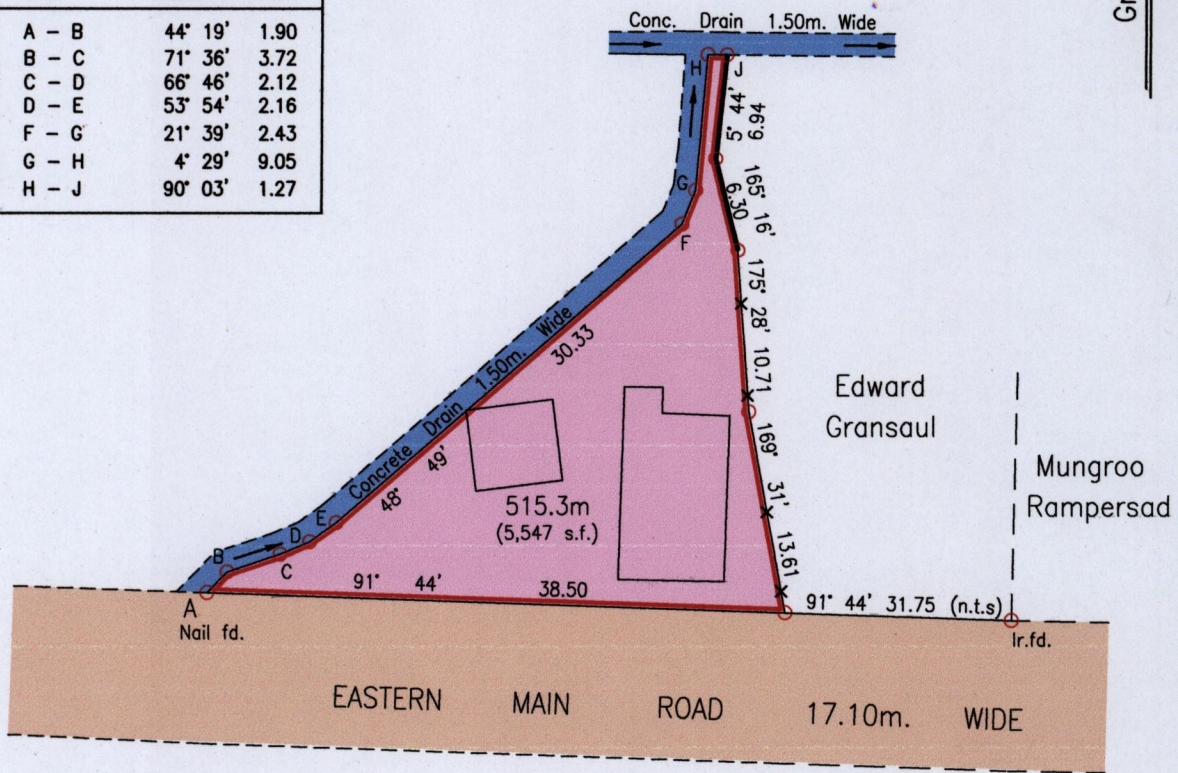 A - B 44° 19' 1.90
B - C 71° 36' 3.72
C - D 66° 46' 2.12
D - E 53° 54' 2.16
F - G 21° 39' 2.43
G - H 4° 29' 9.05
H - J 90° 03' 1.27
Gr
Conc. Drain 1.50m. Wide
H
J
5° 44' 6.94
165° 16'
6.30
G
F
175° 28' 10.71
30.33
Concrete Drain 1.50m. Wide
48° 49'
Edward
Gransaul
Mungroo
Rampersad
169° 31' 13.61
515.3m
(5,547 s.f.)
E
D
B
C
91° 44' 38.50
A
Nail fd.
91° 44' 31.75 (n.t.s)
Ir.fd.
EASTERN MAIN ROAD 17.10m. WIDE